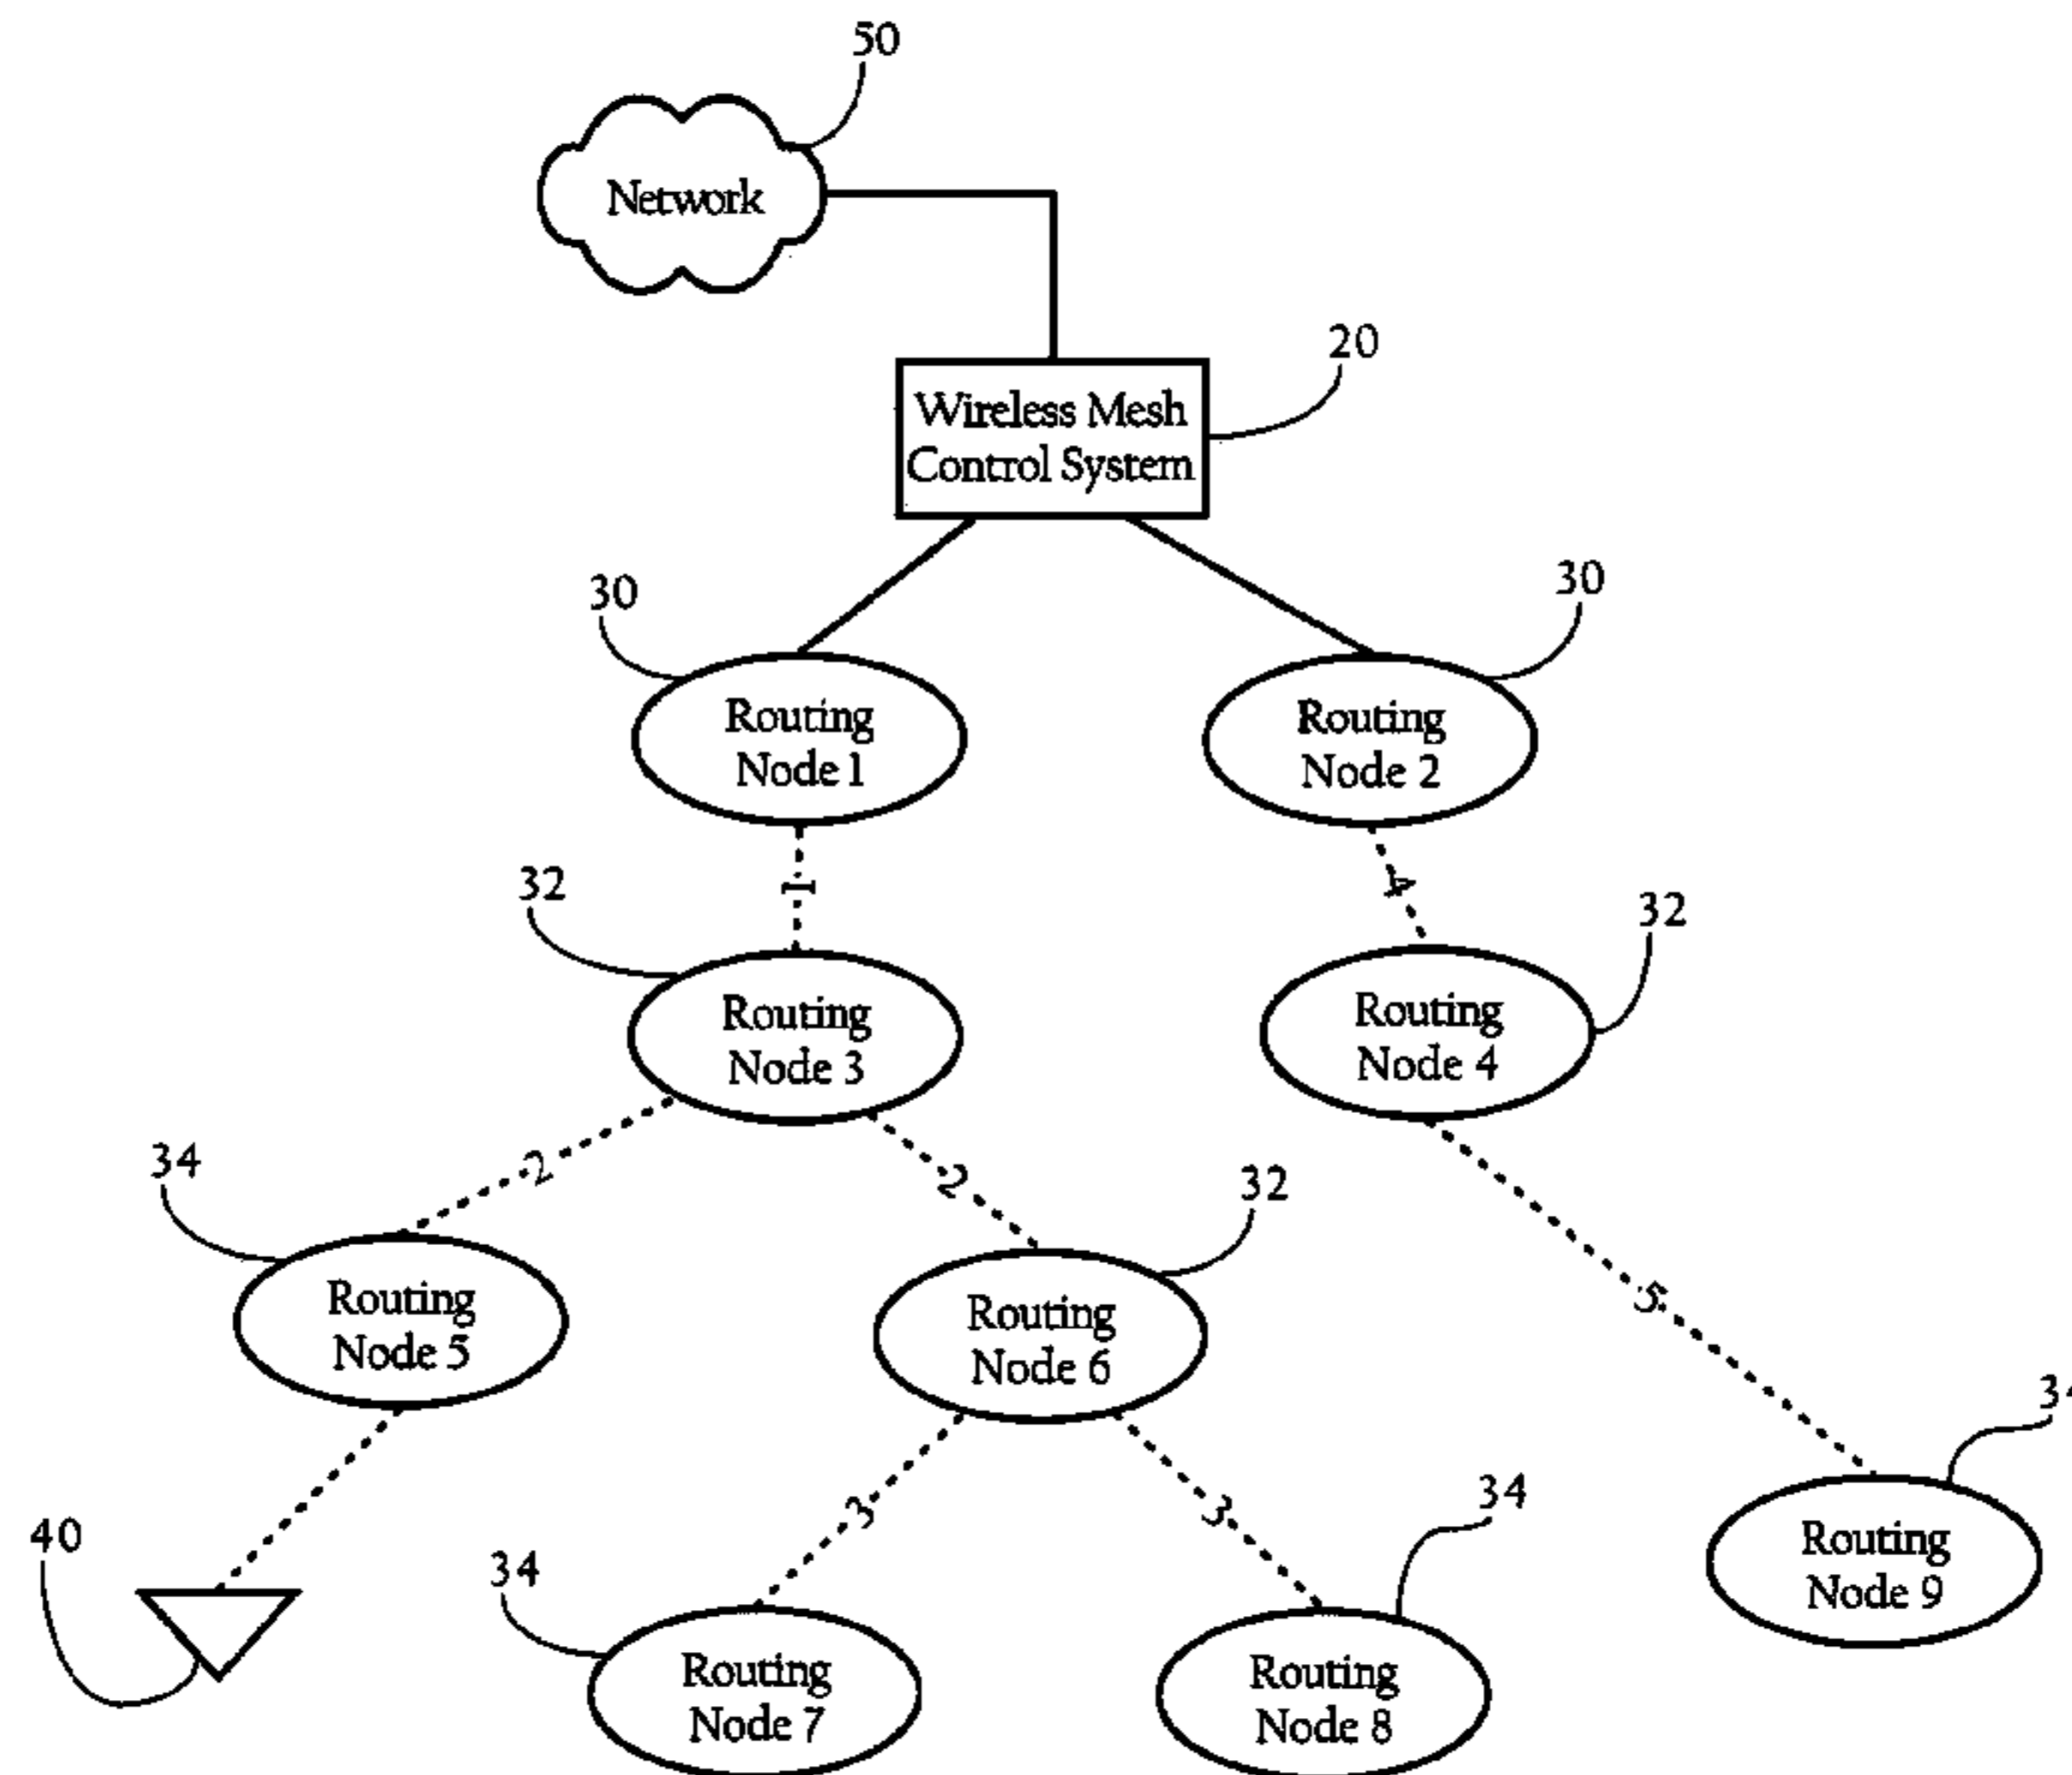 50
Network
20
Wireless Mesh
Control System
30
30
Routing
Node 1
Routing
Node 2
1
4
32
32
Routing
Node 3
Routing
Node 4
2
2
34
32
Routing
Node 5
Routing
Node 6
5
34
3
3
34
40
34
Routing
Node 9
Routing
Node 7
Routing
Node 8